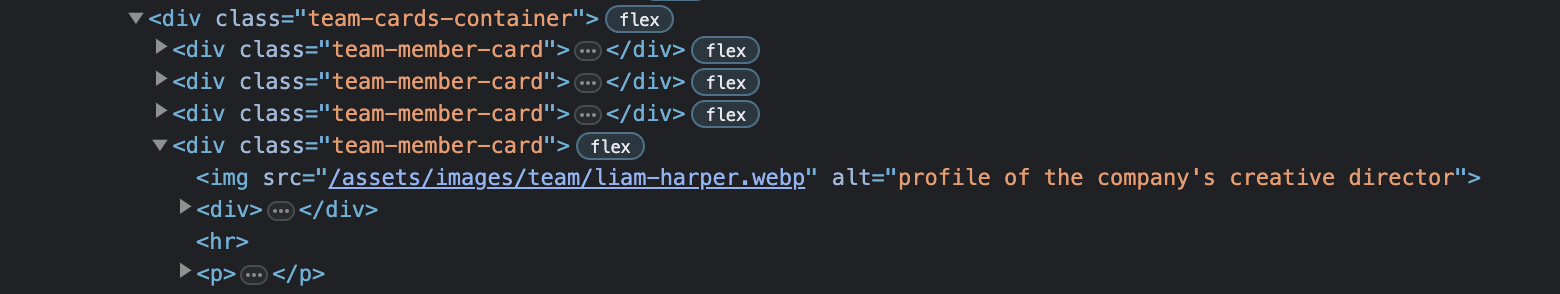 <div class="team-cards-container"> flex
<div class="team-member-card"> … </div> flex
<div class="team-member-card"> … </div> flex
<div class="team-member-card"> … </div> flex
<div class="team-member-card"> flex
<img src="/assets/images/team/liam-harper.webp" alt="profile of the company's creative director">
<div> … </div>
<hr>
<p> … </p>